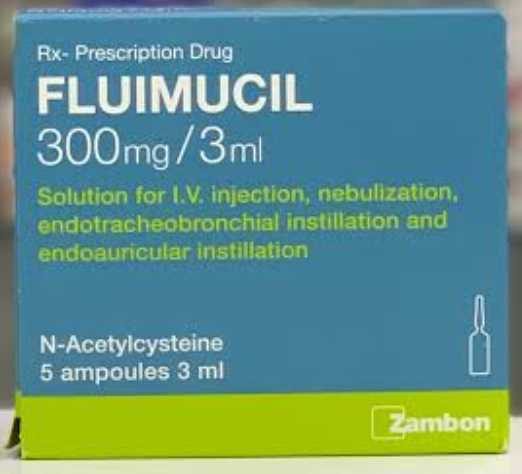 Rx- Prescription Drug
FLUIMUCIL
300mg/3ml
Solution for I.V. injection, nebulization,
endotracheobronchial instillation and
endoauricular instillation
N-Acetylcysteine
5 ampoules 3 ml
Zambon